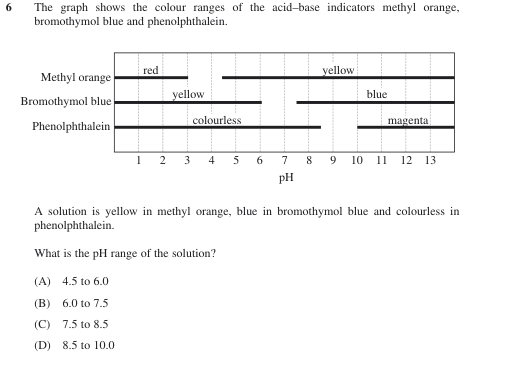 6 The graph shows the colour ranges of the acid–base indicators methyl orange,
bromothymol blue and phenolphthalein.
red yellow
Methyl orange
yellow blue
Bromothymol blue
colourless magenta
Phenolphthalein
1 2 3 4 5 6 7 8 9 10 11 12 13
pH
A solution is yellow in methyl orange, blue in bromothymol blue and colourless in
phenolphthalein.
What is the pH range of the solution?
(A) 4.5 to 6.0
(B) 6.0 to 7.5
(C) 7.5 to 8.5
(D) 8.5 to 10.0